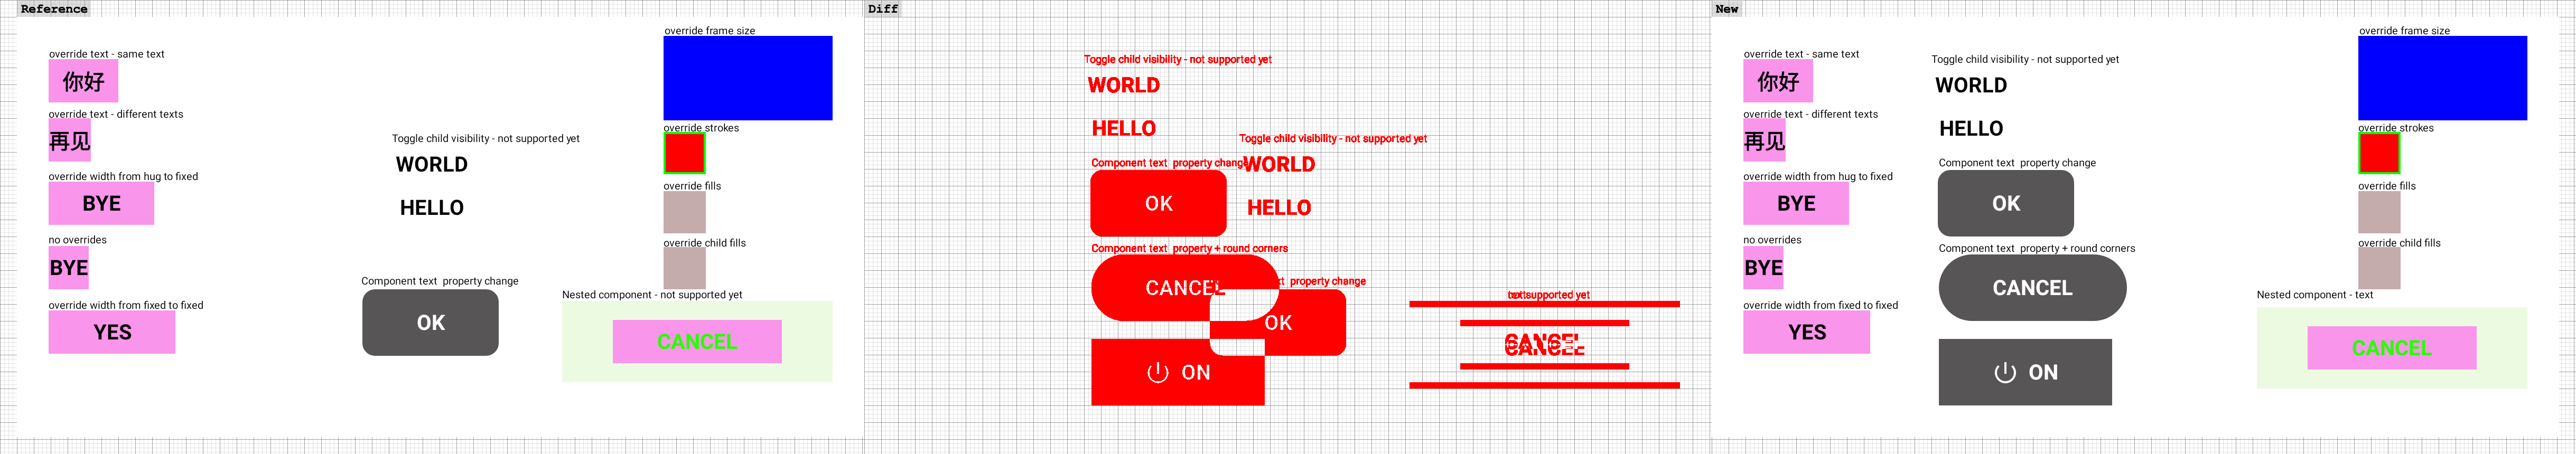 Reference
override text - same text
你好
override text - different texts
再见
override width from hug to fixed
BYE
no overrides
BYE
override width from fixed to fixed
YES
Toggle child visibility - not supported yet
WORLD
HELLO
Component text  property change
OK
override frame size
override strokes
override fills
override child fills
Nested component - not supported yet
CANCEL
Diff
Toggle child visibility - not supported yet
WORLD
HELLO
Toggle child visibility - not supported yet
WORLD
HELLO
Component text  property change
OK
Component text  property + round corners
CANCEL
property change
OK
ON
supported yet
New
override text - same text
你好
override text - different texts
再见
override width from hug to fixed
BYE
no overrides
BYE
override width from fixed to fixed
YES
Toggle child visibility - not supported yet
WORLD
HELLO
Component text  property change
OK
Component text  property + round corners
CANCEL
ON
override frame size
override strokes
override fills
override child fills
Nested component - text
CANCEL